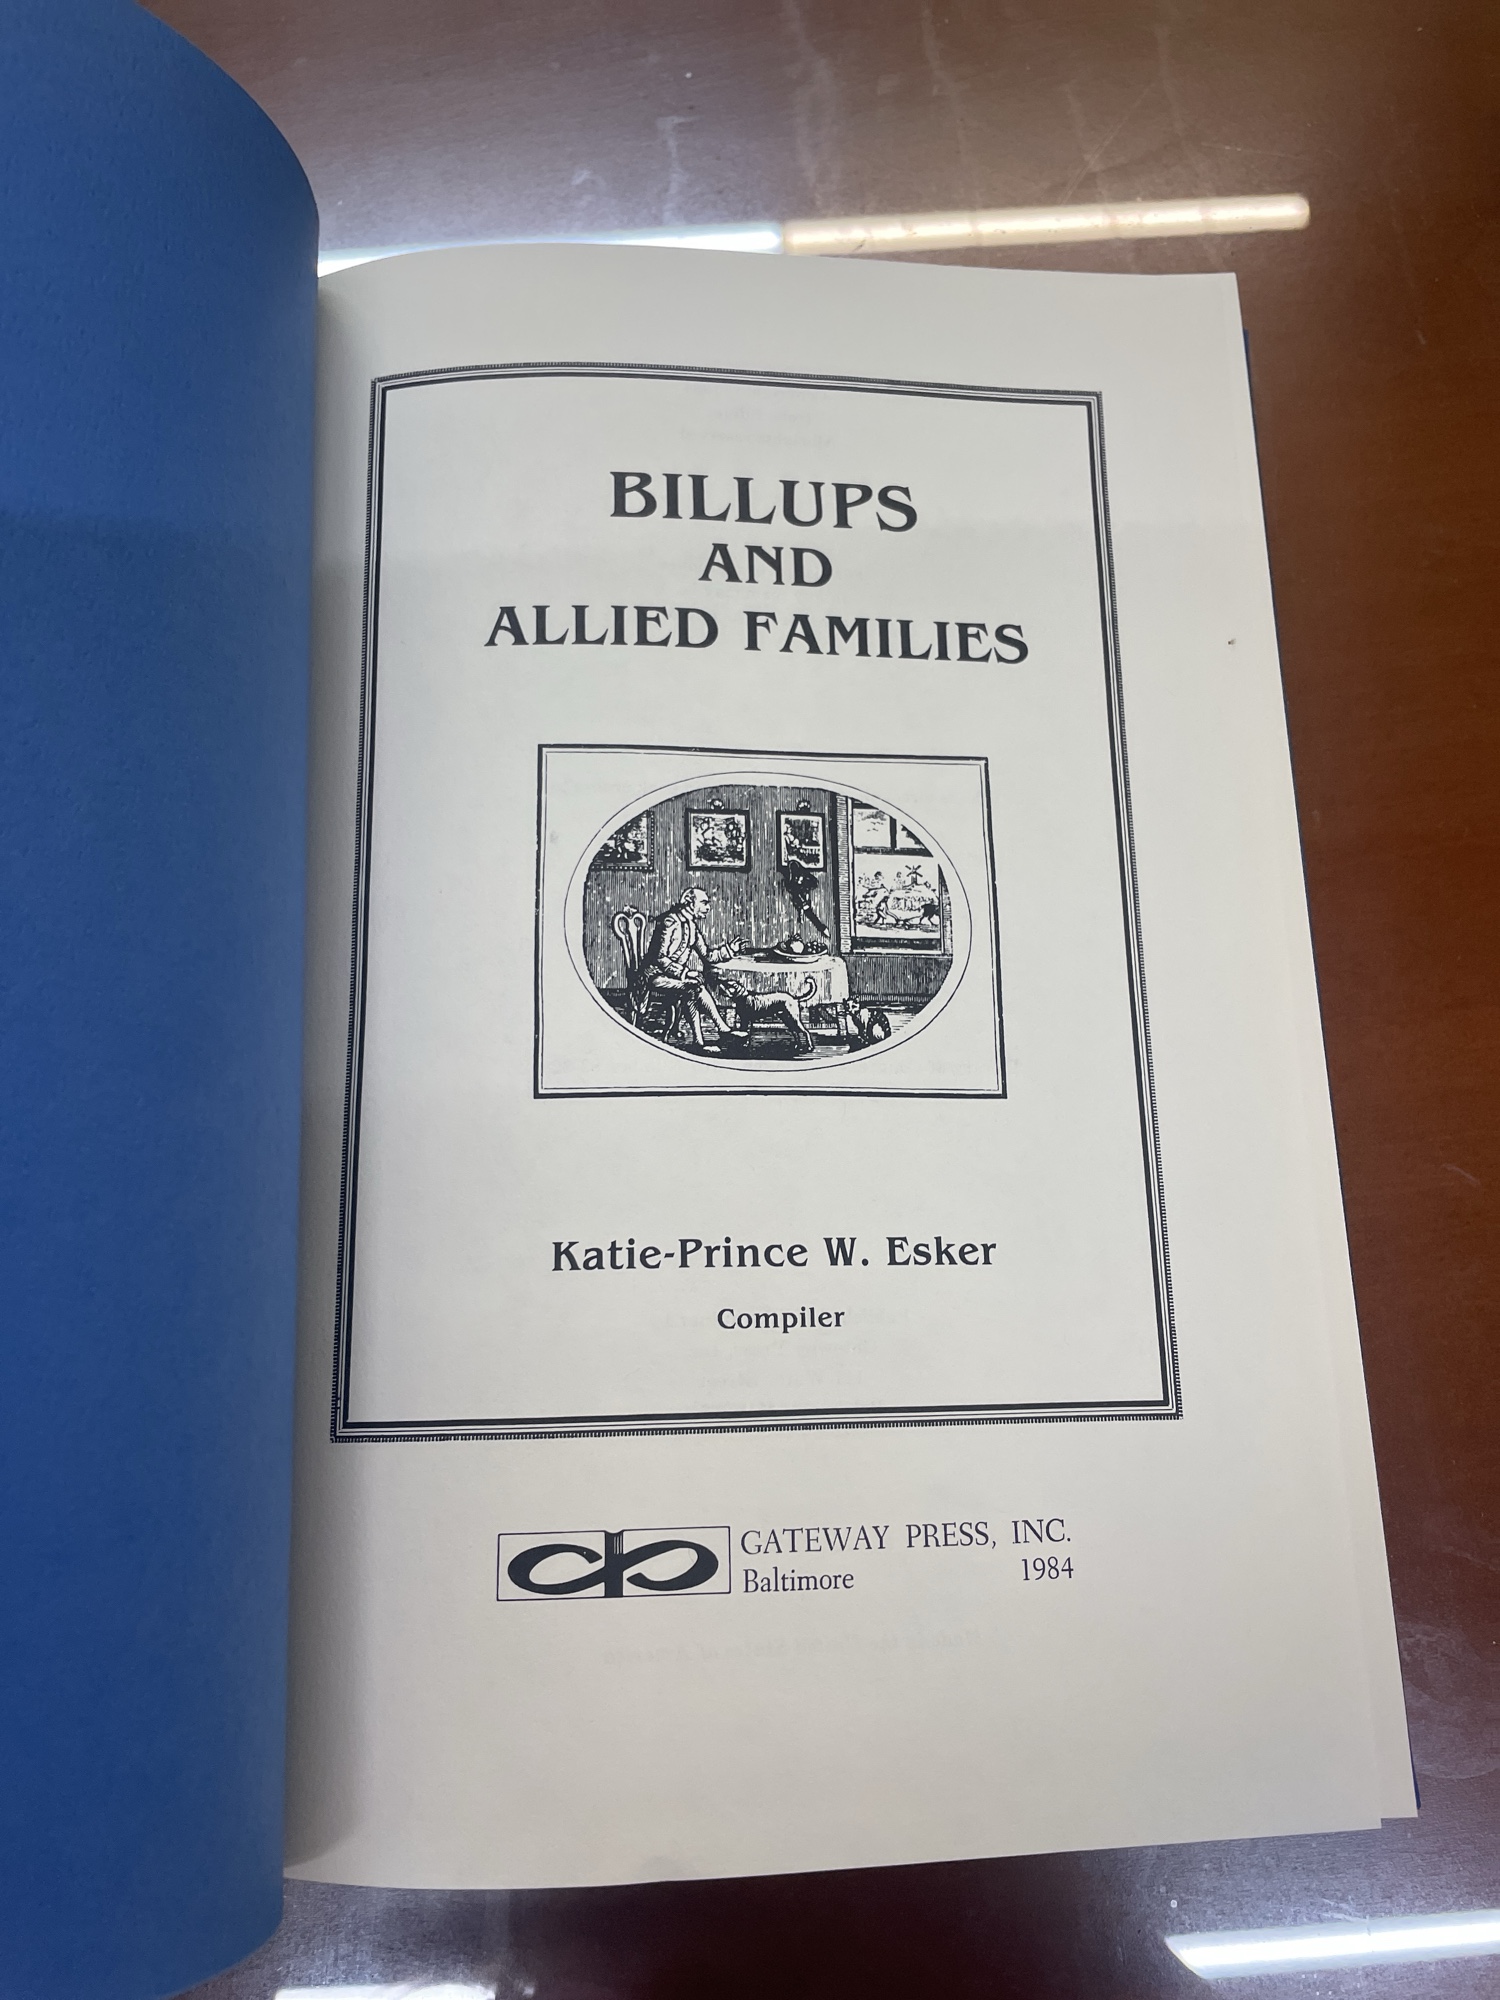 BILLUPS
AND
ALLIED FAMILIES
Katie-Prince W. Esker
Compiler
GATEWAY PRESS, INC.
Baltimore 1984